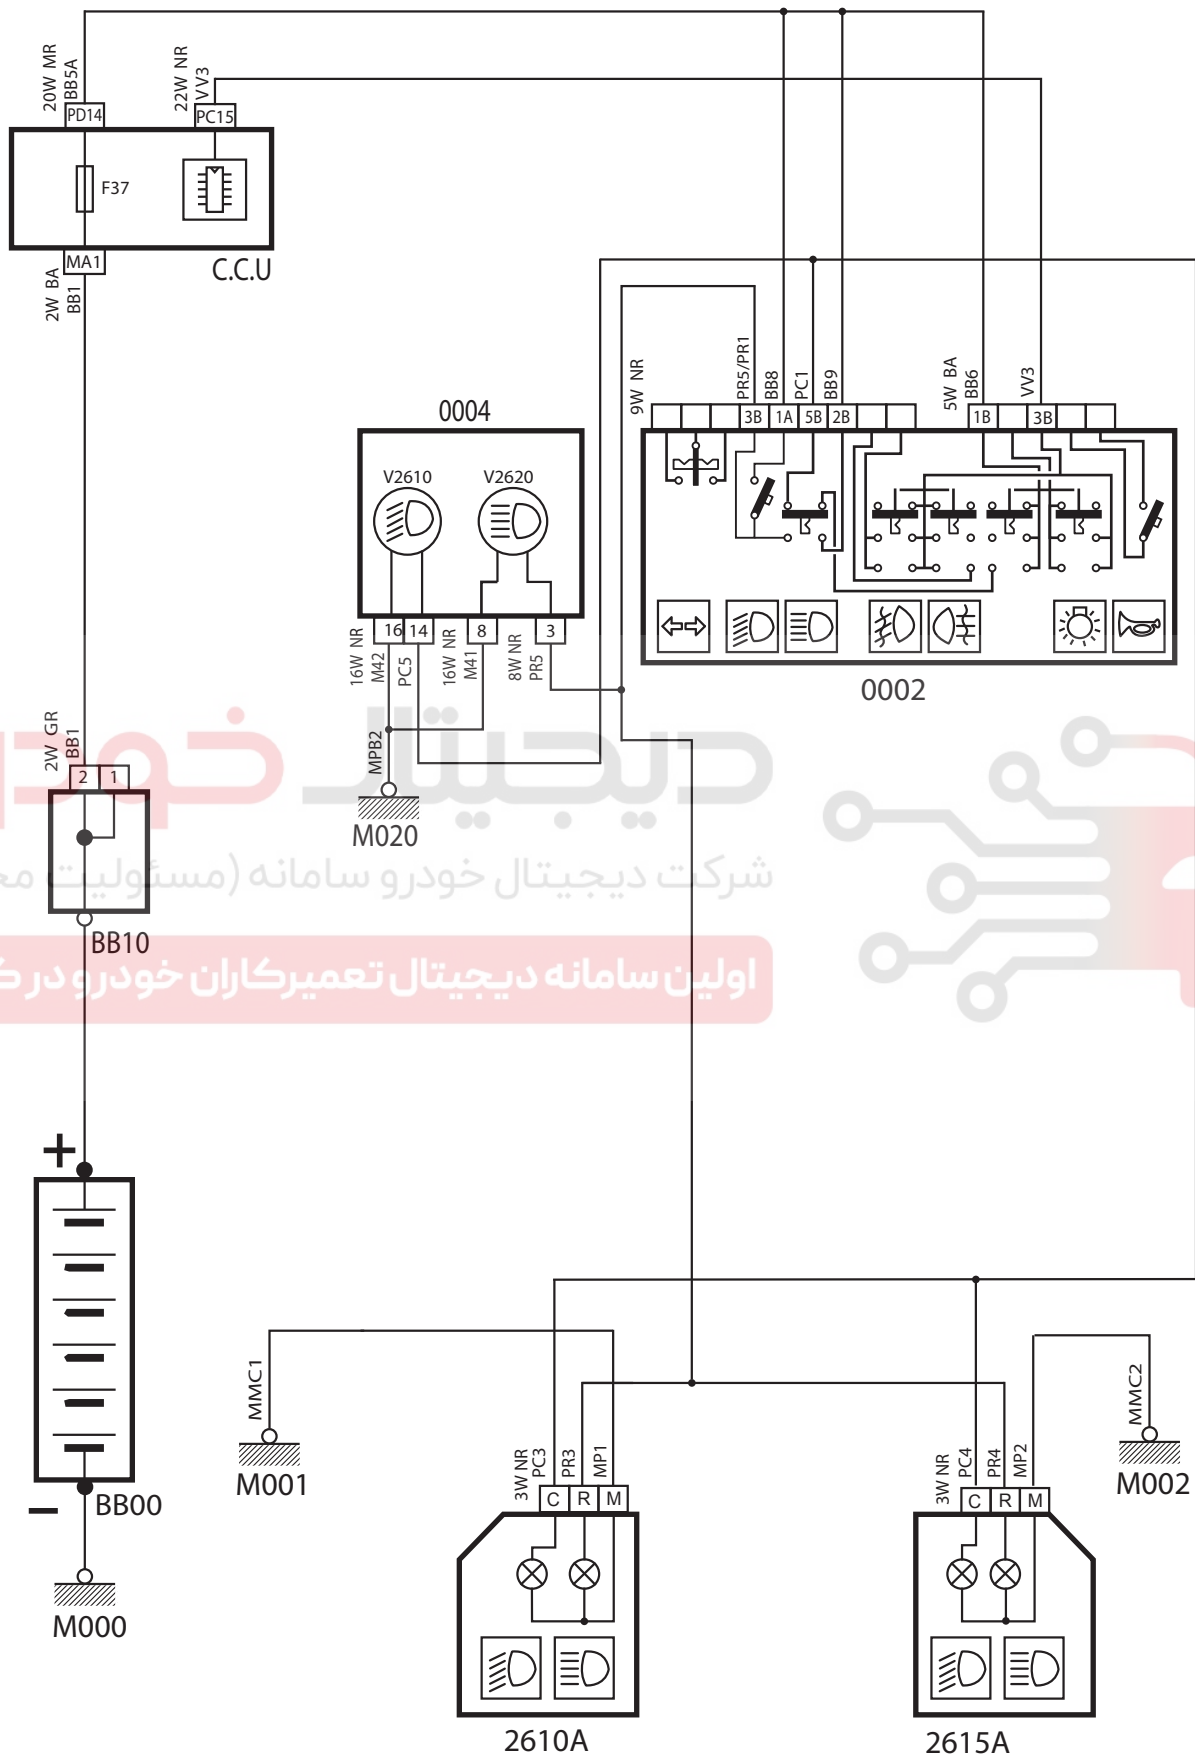 20W MR
BB5A
22W NR
VV3
PD14
PC15
F37
MA1
C.C.U
2W BA
BB1
9W NR
PR5/PR1
BB8
PC1
BB9
5W BA
BB6
VV3
3B
1A
5B
2B
1B
3B
0004
V2610
V2620
16
14
8
3
16W NR
M42
PC5
16W NR
M41
8W NR
PR5
0002
MPB2
M020
2W GR
BB1
2
1
BB10
دیجیتال خودرو
شرکت دیجیتال خودرو سامانه (مسئولیت
اولین سامانه دیجیتال تعمیرکاران خودرو در
+
−
BB00
M000
MMC1
M001
MMC2
M002
3W NR
PC3
PR3
MP1
C
R
M
2610A
3W NR
PC4
PR4
MP2
C
R
M
2615A